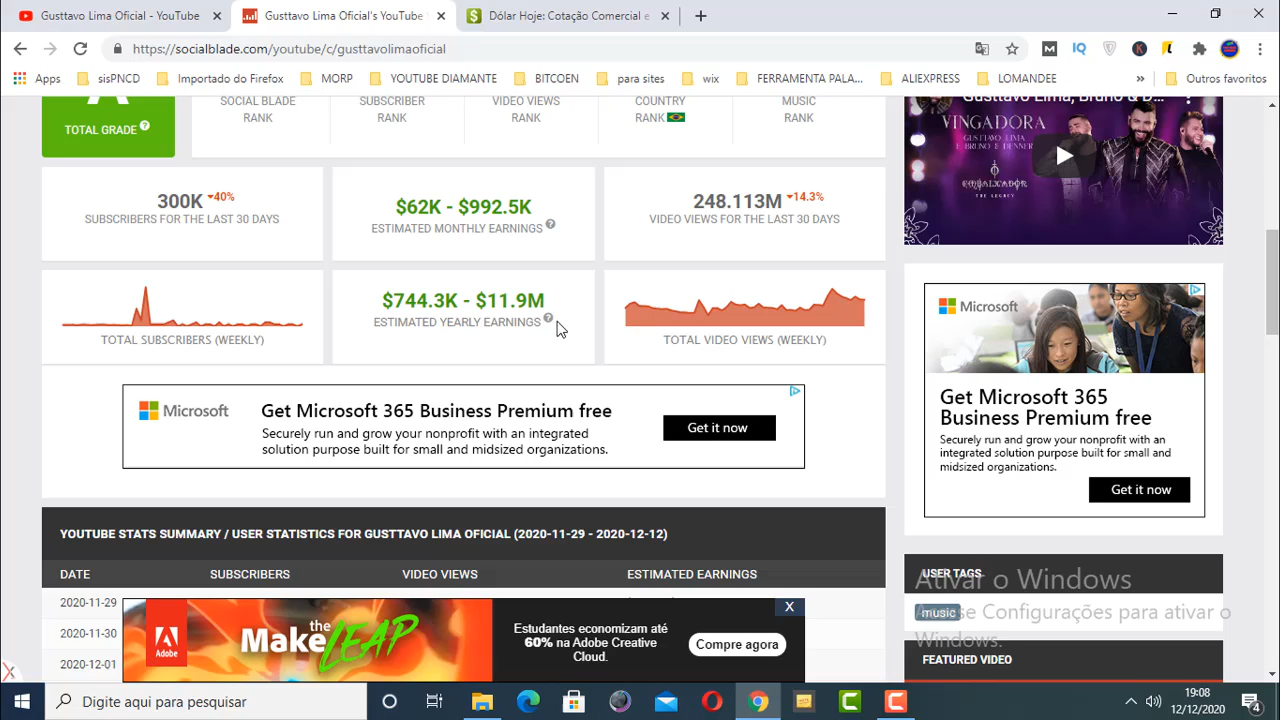 Gusttavo Lima Oficial - YouTube
Gusttavo Lima Oficial's YouTube
Dólar Hoje: Cotação Comercial e
https://socialblade.com/youtube/c/gusttavolimaoficial
Apps
sisPNCD
Importado do Firefox
MORP
YOUTUBE DIAMANTE
BITCOEN
para sites
wix
FERRAMENTA PALA...
ALIEXPRESS
LOMANDEE
»
Outros favoritos
TOTAL GRADE
SOCIAL BLADE
RANK
SUBSCRIBER
RANK
VIDEO VIEWS
RANK
COUNTRY
RANK
MUSIC
RANK
300K 40%
SUBSCRIBERS FOR THE LAST 30 DAYS
$62K - $992.5K
ESTIMATED MONTHLY EARNINGS
248.113M 14.3%
VIDEO VIEWS FOR THE LAST 30 DAYS
TOTAL SUBSCRIBERS (WEEKLY)
$744.3K - $11.9M
ESTIMATED YEARLY EARNINGS
TOTAL VIDEO VIEWS (WEEKLY)
Gusttavo Lima, Bruno & D...
VINGADORA
GUSTTAVO LIMA
E BRUNO & DENNER
EMBAIXADOR
THE LEGACY
Microsoft
Get Microsoft 365 Business Premium free
Securely run and grow your nonprofit with an integrated
solution purpose built for small and midsized organizations.
Get it now
Microsoft
Get Microsoft 365
Business Premium free
Securely run and grow your nonprofit with an
integrated solution purpose built for small and
midsized organizations.
Get it now
YOUTUBE STATS SUMMARY / USER STATISTICS FOR GUSTTAVO LIMA OFICIAL (2020-11-29 - 2020-12-12)
DATE
SUBSCRIBERS
VIDEO VIEWS
ESTIMATED EARNINGS
2020-11-29
2020-11-30
2020-12-01
Adobe
Make
the
LEAP
Estudantes economizam até
60% na Adobe Creative
Cloud.
Compre agora
X
USER TAGS
music
FEATURED VIDEO
Ativar o Windows
Configurações para ativar o
Windows.
Digite aqui para pesquisar
19:08
12/12/2020
4